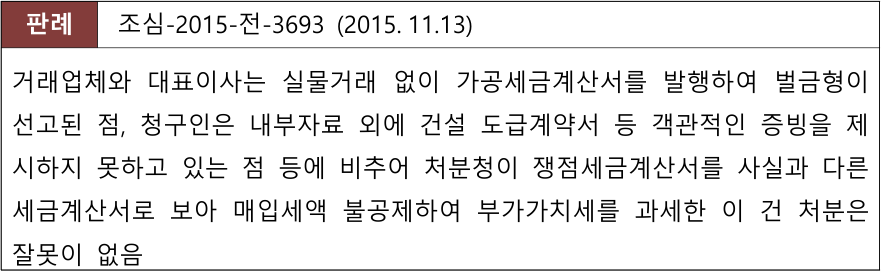 판례 조심-2015-전-3693 (2015. 11.13)
거래업체와 대표이사는 실물거래 없이 가공세금계산서를 발행하여 벌금형이
선고된 점, 청구인은 내부자료 외에 건설 도급계약서 등 객관적인 증빙을 제
시하지 못하고 있는 점 등에 비추어 처분청이 쟁점세금계산서를 사실과 다른
세금계산서로 보아 매입세액 불공제하여 부가가치세를 과세한 이 건 처분은
잘못이 없음